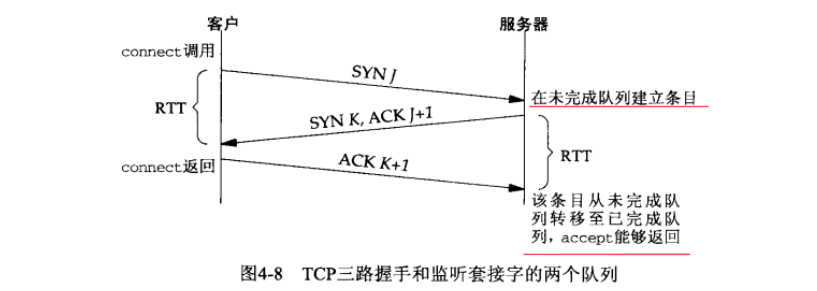 客户
服务器
connect调用
SYN J
在未完成队列建立条目
RTT
SYN K, ACK J+1
RTT
connect返回
ACK K+1
该条目从未完成队
列转移至已完成队
列，accept能够返回
图4-8 TCP三路握手和监听套接字的两个队列